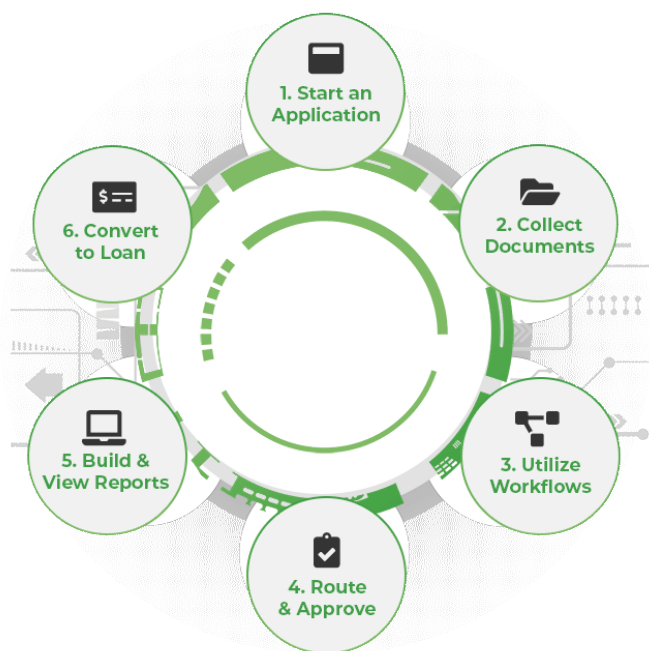 1. Start an
Application
2. Collect
Documents
3. Utilize
Workflows
4. Route
& Approve
5. Build &
View Reports
6. Convert
to Loan
$